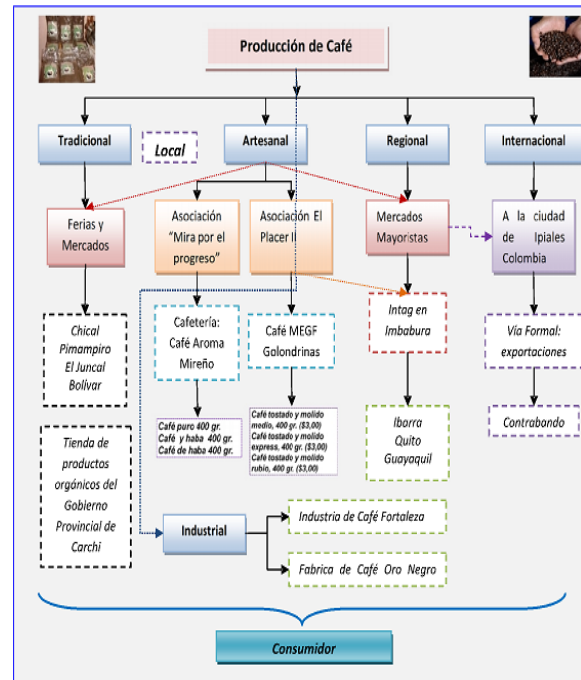 Producción de Café
Tradicional
Local
Artesanal
Regional
Internacional
Ferias y
Mercados
Asociación
"Mira por el
progreso"
Asociación El
Placer II
Mercados
Mayoristas
A la ciudad
de Ipiales
Colombia
Chical
Pimampiro
El Juncal
Bolívar
Cafetería:
Café Aroma
Mireño
Café MEGF
Golondrinas
Intag en
Imbabura
Vía Formal:
exportaciones
Café puro 400 gr.
Café y haba 400 gr.
Café de haba 400 gr.
Café tostado y molido
medio, 400 gr. ($3,00)
Café tostado y molido
express, 400 gr. ($3,00)
Café tostado y molido
rubio, 400 gr. ($3,00)
Iborra
Quito
Guayaquil
Contrabando
Tienda de
productos
orgánicos del
Gobierno
Provincial de
Carchi
Industrial
Industria de Café Fortaleza
Fabrica de Café Oro Negro
Consumidor